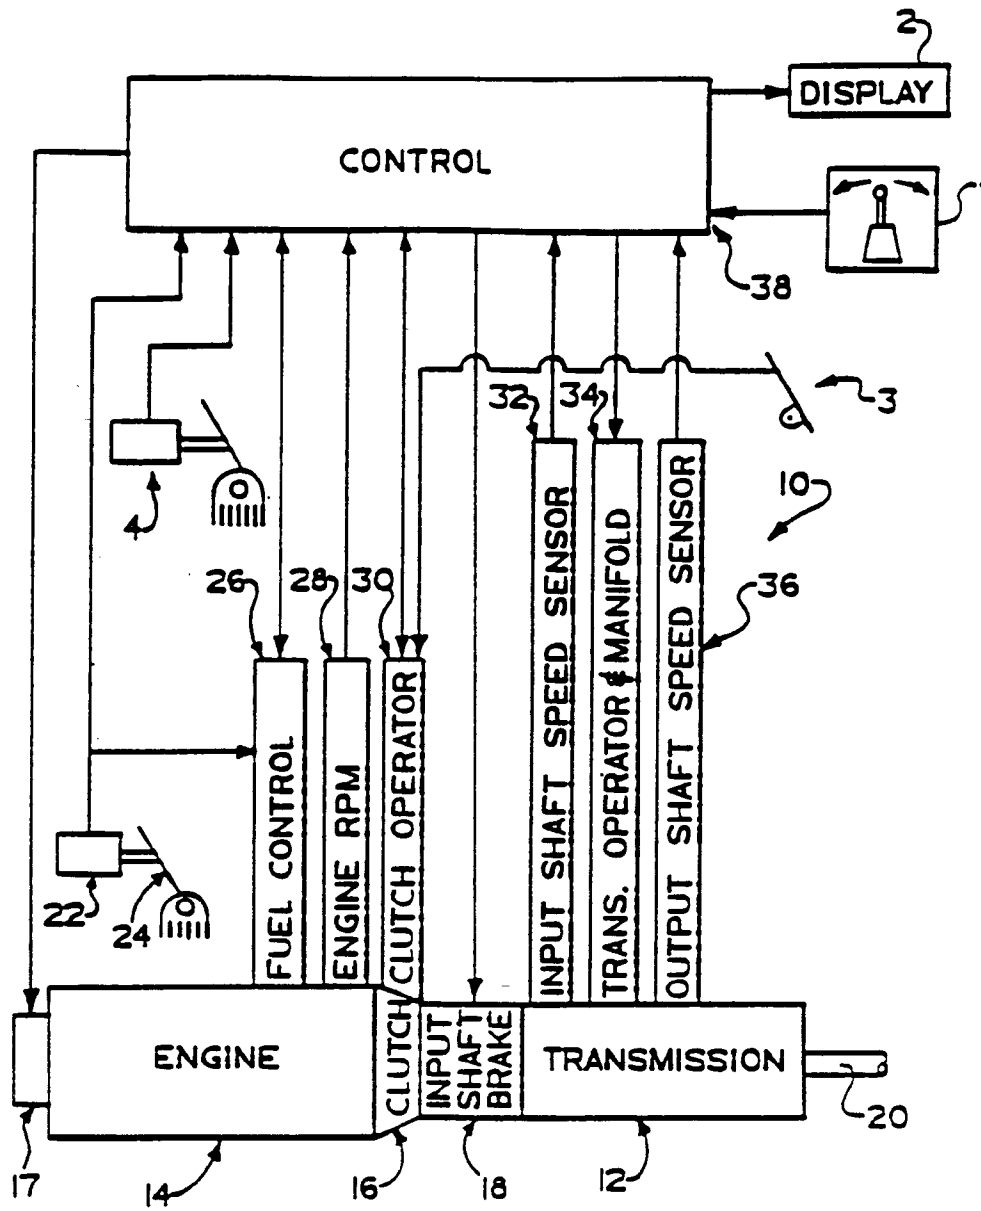 2
DISPLAY
CONTROL
38
3
32
34
4
10
26
28
30
36
FUEL CONTROL
ENGINE RPM
CLUTCH OPERATOR
INPUT SHAFT SPEED SENSOR
TRANS. OPERATOR & MANIFOLD
OUTPUT SHAFT SPEED SENSOR
22
24
ENGINE
CLUTCH
INPUT
SHAFT
BRAKE
TRANSMISSION
20
17
14
16
18
12